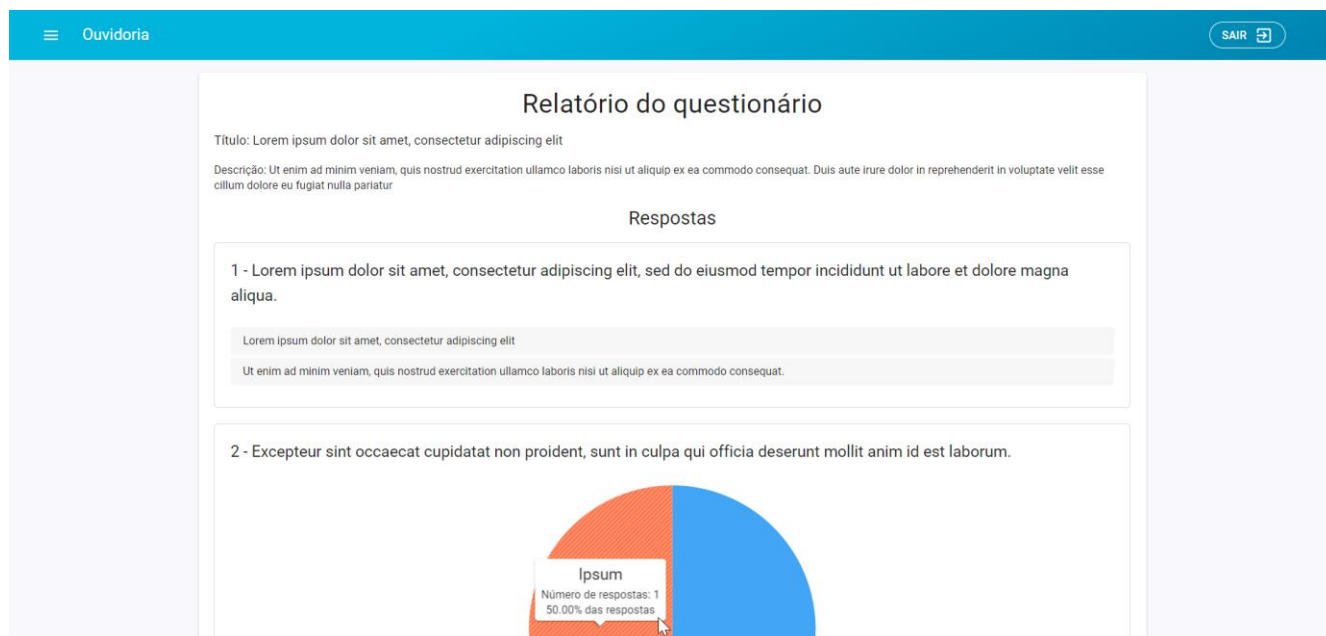 Ouvidoria
SAIR
Relatório do questionário
Título: Lorem ipsum dolor sit amet, consectetur adipiscing elit
Descrição: Ut enim ad minim veniam, quis nostrud exercitation ullamco laboris nisi ut aliquip ex ea commodo consequat. Duis aute irure dolor in reprehenderit in voluptate velit esse
cillum dolore eu fugiat nulla pariatur
Respostas
1 - Lorem ipsum dolor sit amet, consectetur adipiscing elit, sed do eiusmod tempor incididunt ut labore et dolore magna
aliqua.
Lorem ipsum dolor sit amet, consectetur adipiscing elit
Ut enim ad minim veniam, quis nostrud exercitation ullamco laboris nisi ut aliquip ex ea commodo consequat.
2 - Excepteur sint occaecat cupidatat non proident, sunt in culpa qui officia deserunt mollit anim id est laborum.
Ipsum
Número de respostas: 1
50.00% das respostas